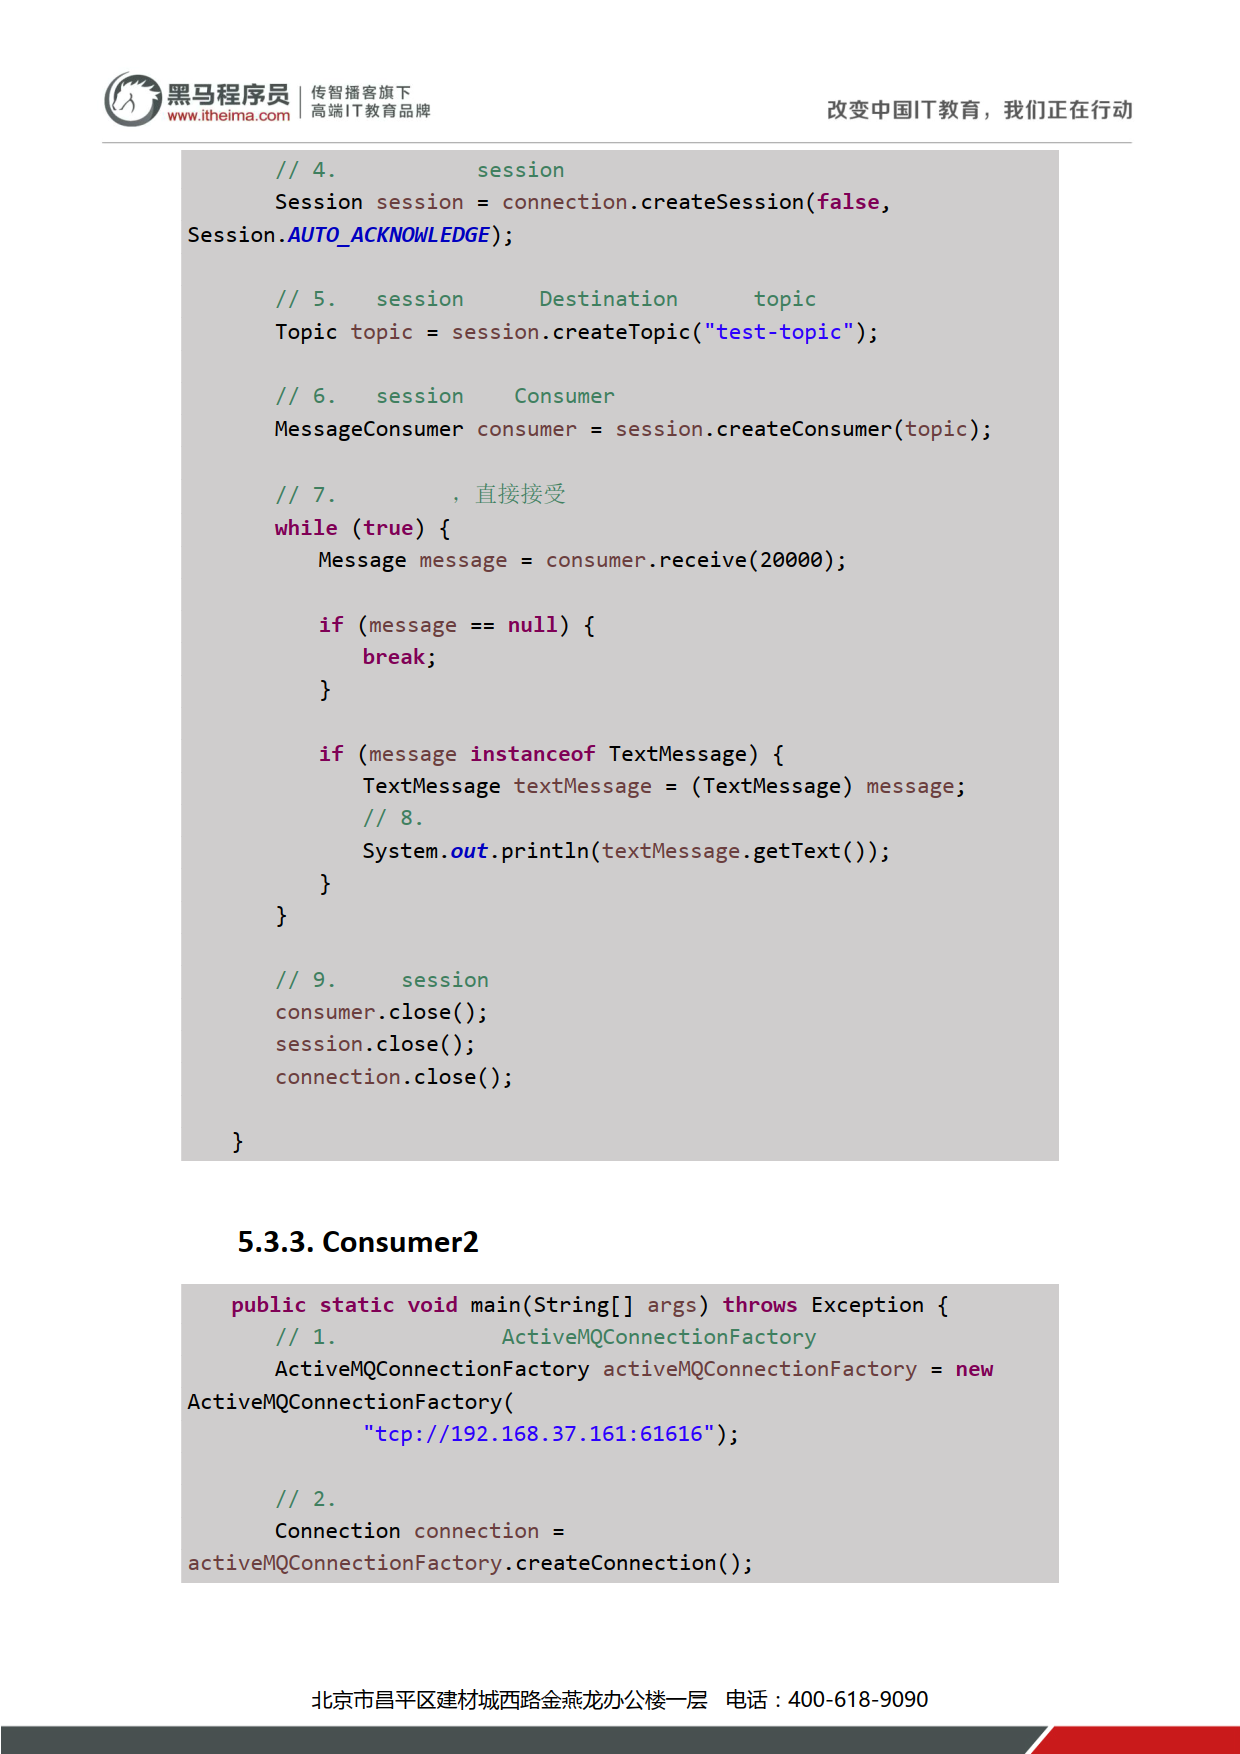 黑马程序员
www.itheima.com
传智播客旗下
高端IT教育品牌
改变中国IT教育，我们正在行动
// 4. session
Session session = connection.createSession(false,
Session.AUTO_ACKNOWLEDGE);
// 5. session Destination topic
Topic topic = session.createTopic("test-topic");
// 6. session Consumer
MessageConsumer consumer = session.createConsumer(topic);
// 7. ，直接接受
while (true) {
Message message = consumer.receive(20000);
if (message == null) {
break;
}
if (message instanceof TextMessage) {
TextMessage textMessage = (TextMessage) message;
// 8.
System.out.println(textMessage.getText());
}
}
// 9. session
consumer.close();
session.close();
connection.close();
}
5.3.3. Consumer2
public static void main(String[] args) throws Exception {
// 1. ActiveMQConnectionFactory
ActiveMQConnectionFactory activeMQConnectionFactory = new
ActiveMQConnectionFactory(
"tcp://192.168.37.161:61616");
// 2.
Connection connection =
activeMQConnectionFactory.createConnection();
北京市昌平区建材城西路金燕龙办公楼一层 电话：400-618-9090